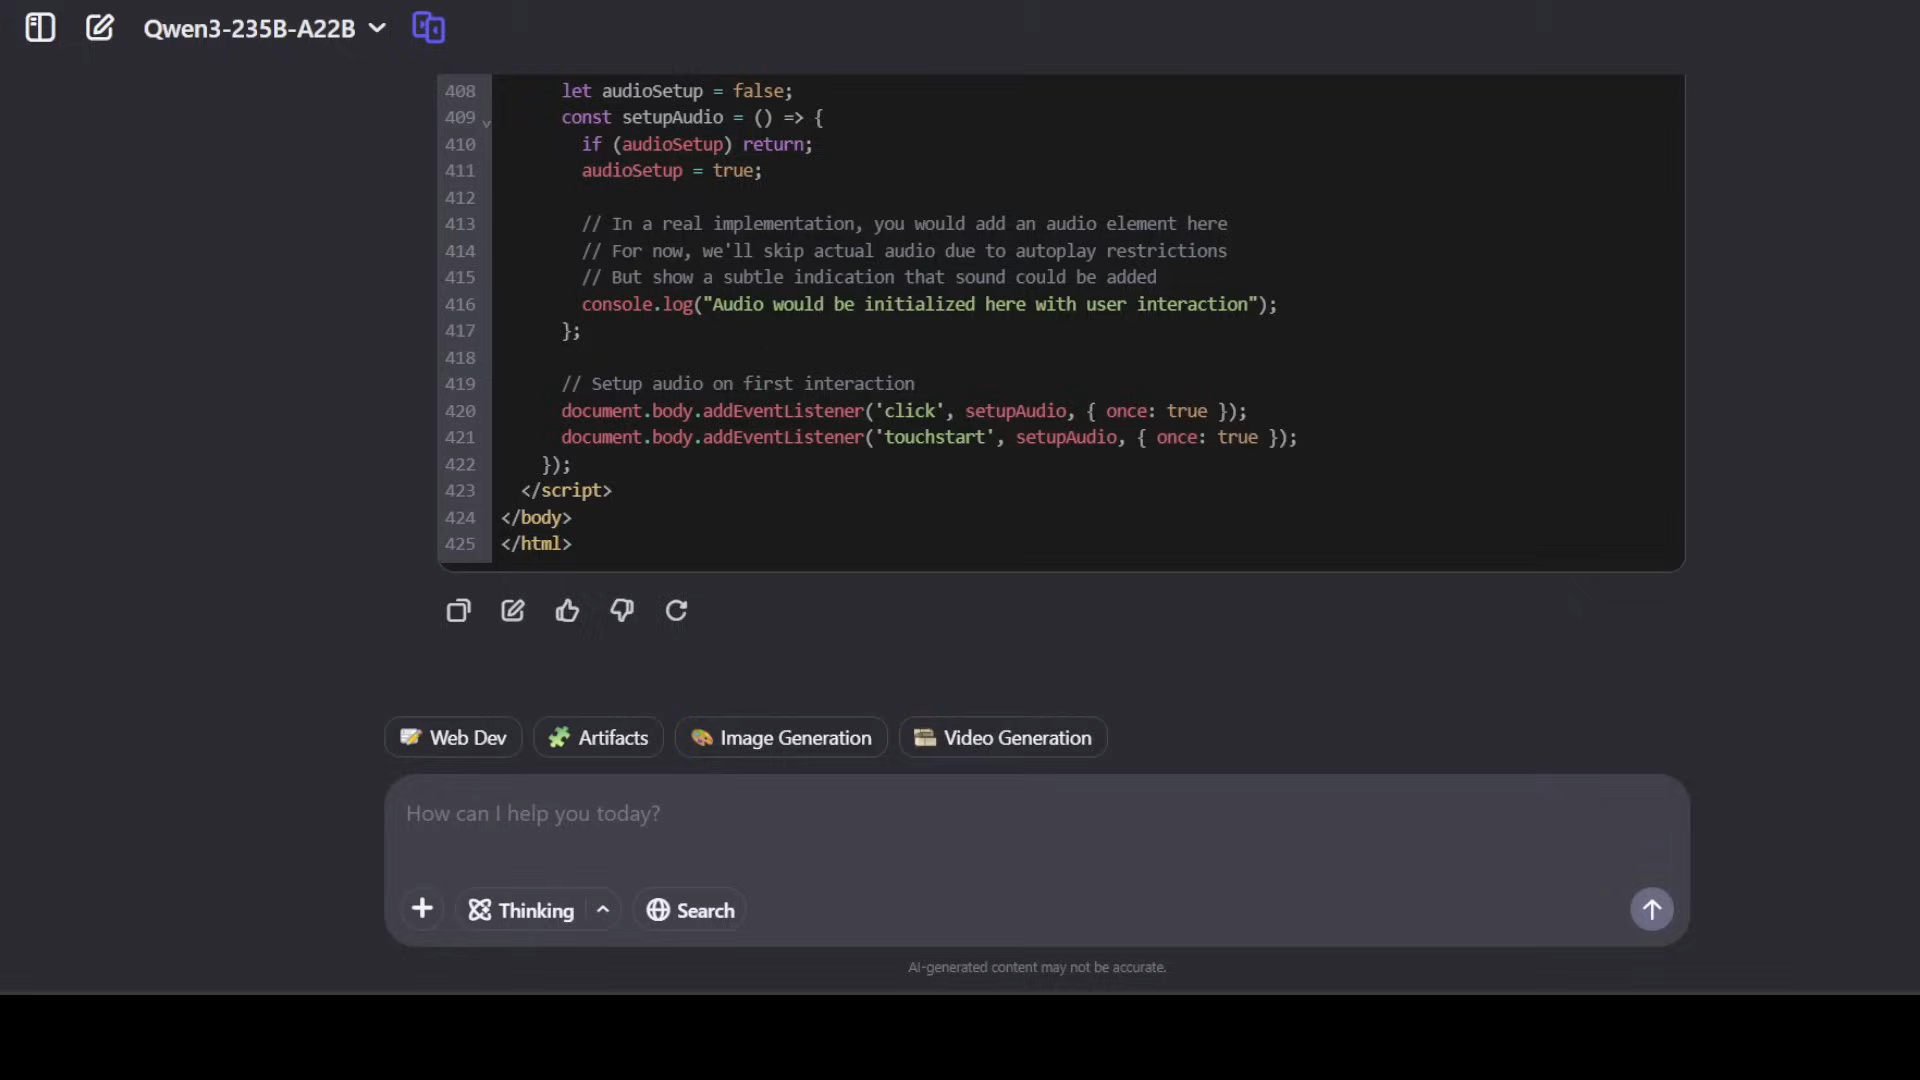 Qwen3-235B-A22B
408 let audioSetup = false;
409 const setupAudio = () => {
410 if (audioSetup) return;
411 audioSetup = true;
412
413 // In a real implementation, you would add an audio element here
414 // For now, we'll skip actual audio due to autoplay restrictions
415 // But show a subtle indication that sound could be added
416 console.log("Audio would be initialized here with user interaction");
417 };
418
419 // Setup audio on first interaction
420 document.body.addEventListener('click', setupAudio, { once: true });
421 document.body.addEventListener('touchstart', setupAudio, { once: true });
422 });
423 </script>
424 </body>
425 </html>
Web Dev Artifacts Image Generation Video Generation
How can I help you today?
Thinking Search
AI-generated content may not be accurate.